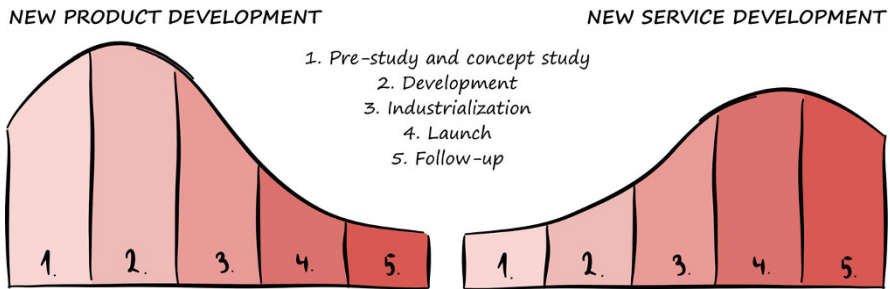 NEW PRODUCT DEVELOPMENT
NEW SERVICE DEVELOPMENT
1. Pre-study and concept study
2. Development
3. Industrialization
4. Launch
5. Follow-up
1. 2. 3. 4. 5.
1. 2. 3. 4. 5.